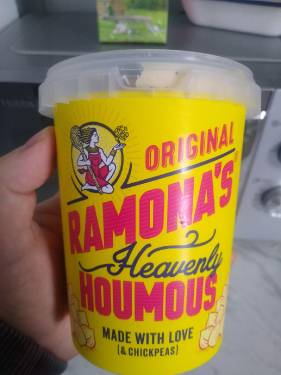 ORIGINAL
RAMONA'S
Heavenly
HOUMOUS
MADE WITH LOVE
(& CHICKPEAS)